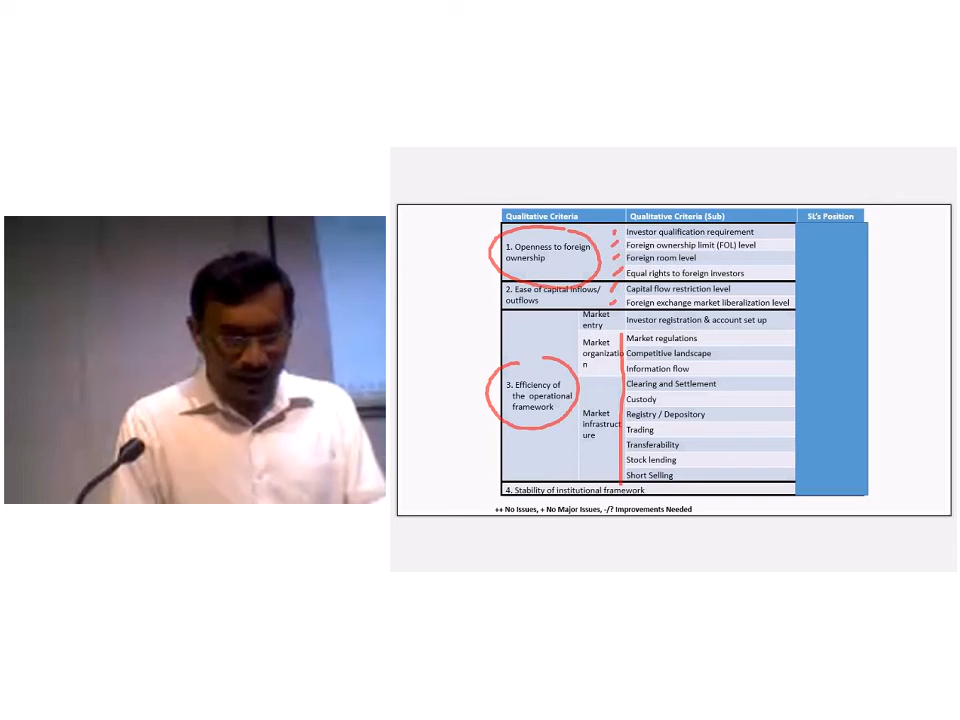 Qualitative Criteria Qualitative Criteria (Sub) SL's Position
1. Openness to foreign
ownership
Investor qualification requirement
Foreign ownership limit (FOL) level
Foreign room level
Equal rights to foreign investors
2. Ease of capital inflows/
outflows
Capital flow restriction level
Foreign exchange market liberalization level
3. Efficiency of
the operational
framework
Market
entry
Investor registration & account set up
Market
organizatio
n
Market regulations
Competitive landscape
Information flow
Market
infrastruct
ure
Clearing and Settlement
Custody
Registry / Depository
Trading
Transferability
Stock lending
Short Selling
4. Stability of institutional framework
++ No Issues, + No Major Issues, -/? Improvements Needed